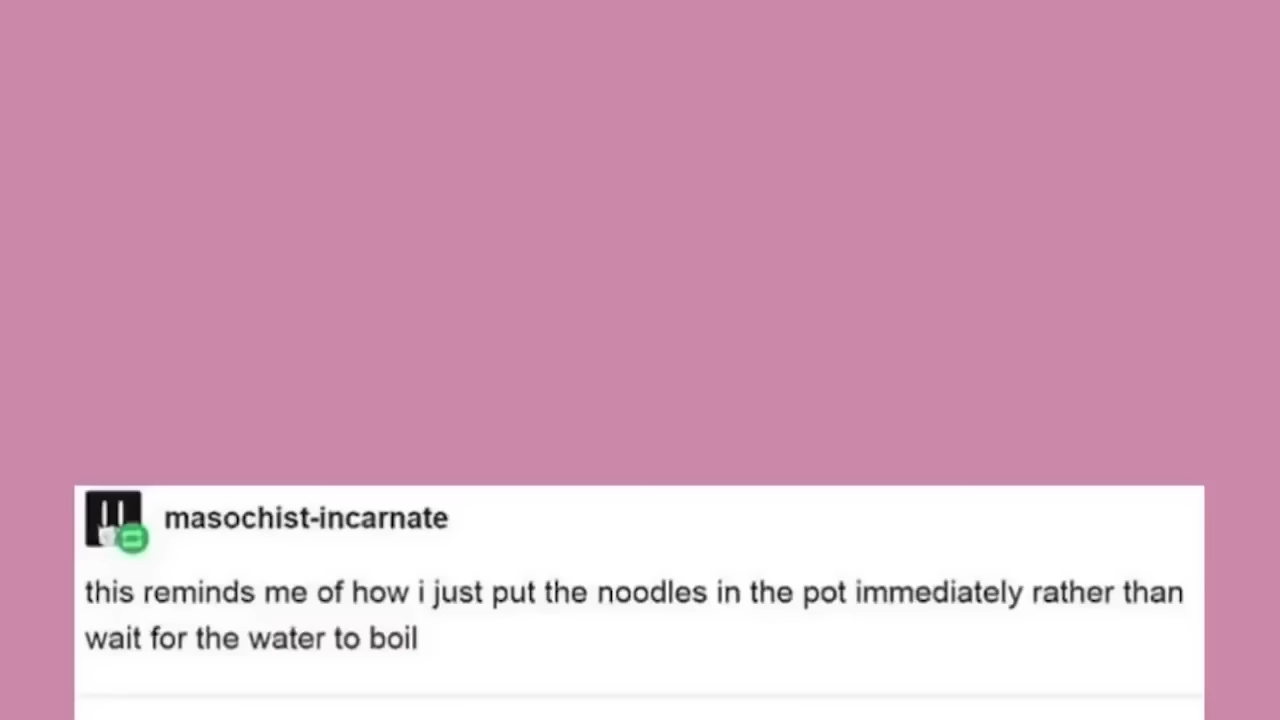 masochist-incarnate
this reminds me of how i just put the noodles in the pot immediately rather than
wait for the water to boil